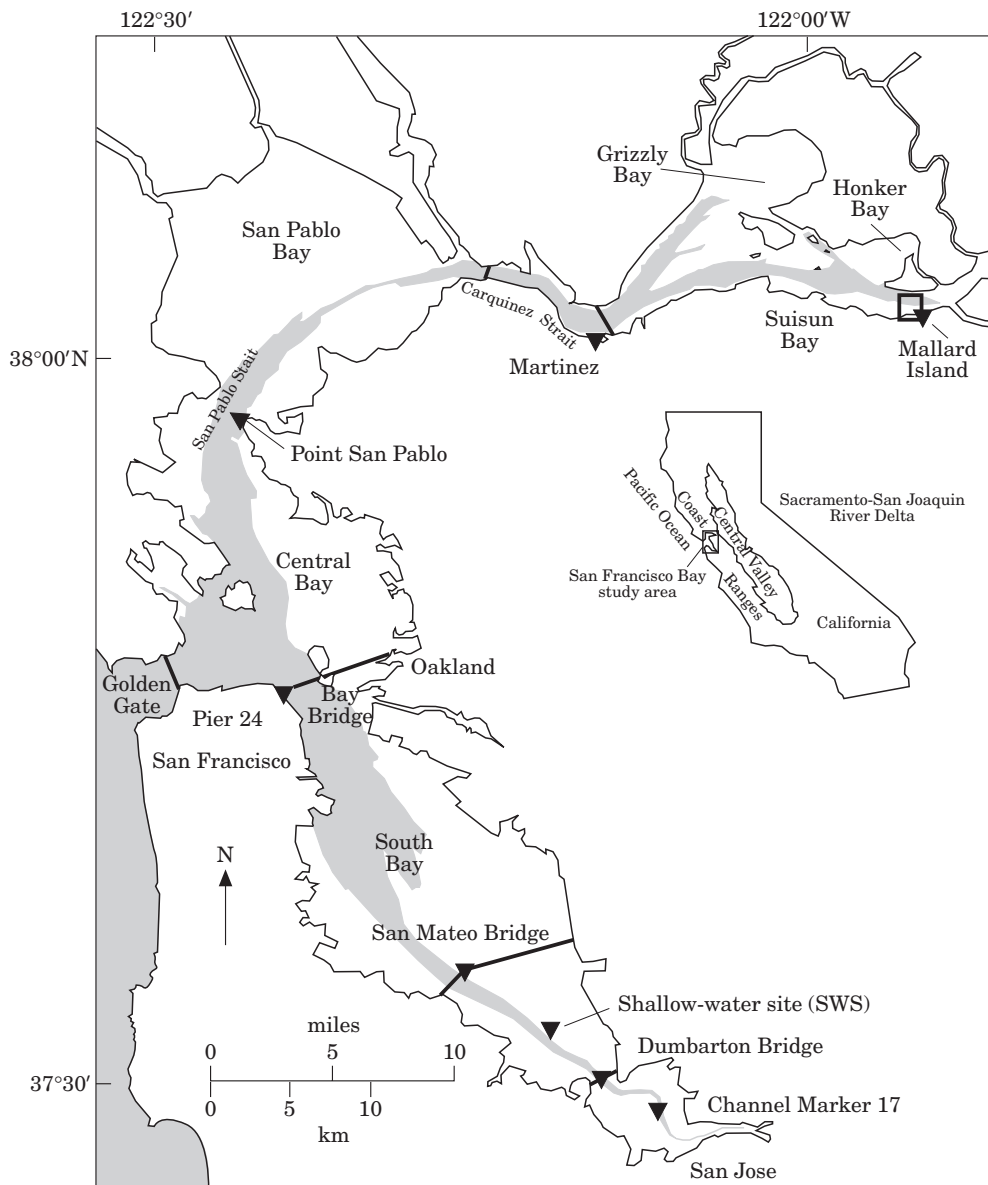 122°30′
122°00′W
Grizzly
Bay
Honker
Bay
San Pablo
Bay
Carquinez Strait
Suisun
Bay
Mallard
Island
Martinez
38°00′N
San Pablo Stait
Point San Pablo
Pacific Ocean
Coast
Ranges
Central Valley
Sacramento-San Joaquin
River Delta
San Francisco Bay
study area
California
Central
Bay
Oakland
Golden
Gate
Bay
Bridge
Pier 24
San Francisco
South
Bay
N
San Mateo Bridge
Shallow-water site (SWS)
miles
0 5 10
0 5 10
km
Dumbarton Bridge
37°30′
Channel Marker 17
San Jose